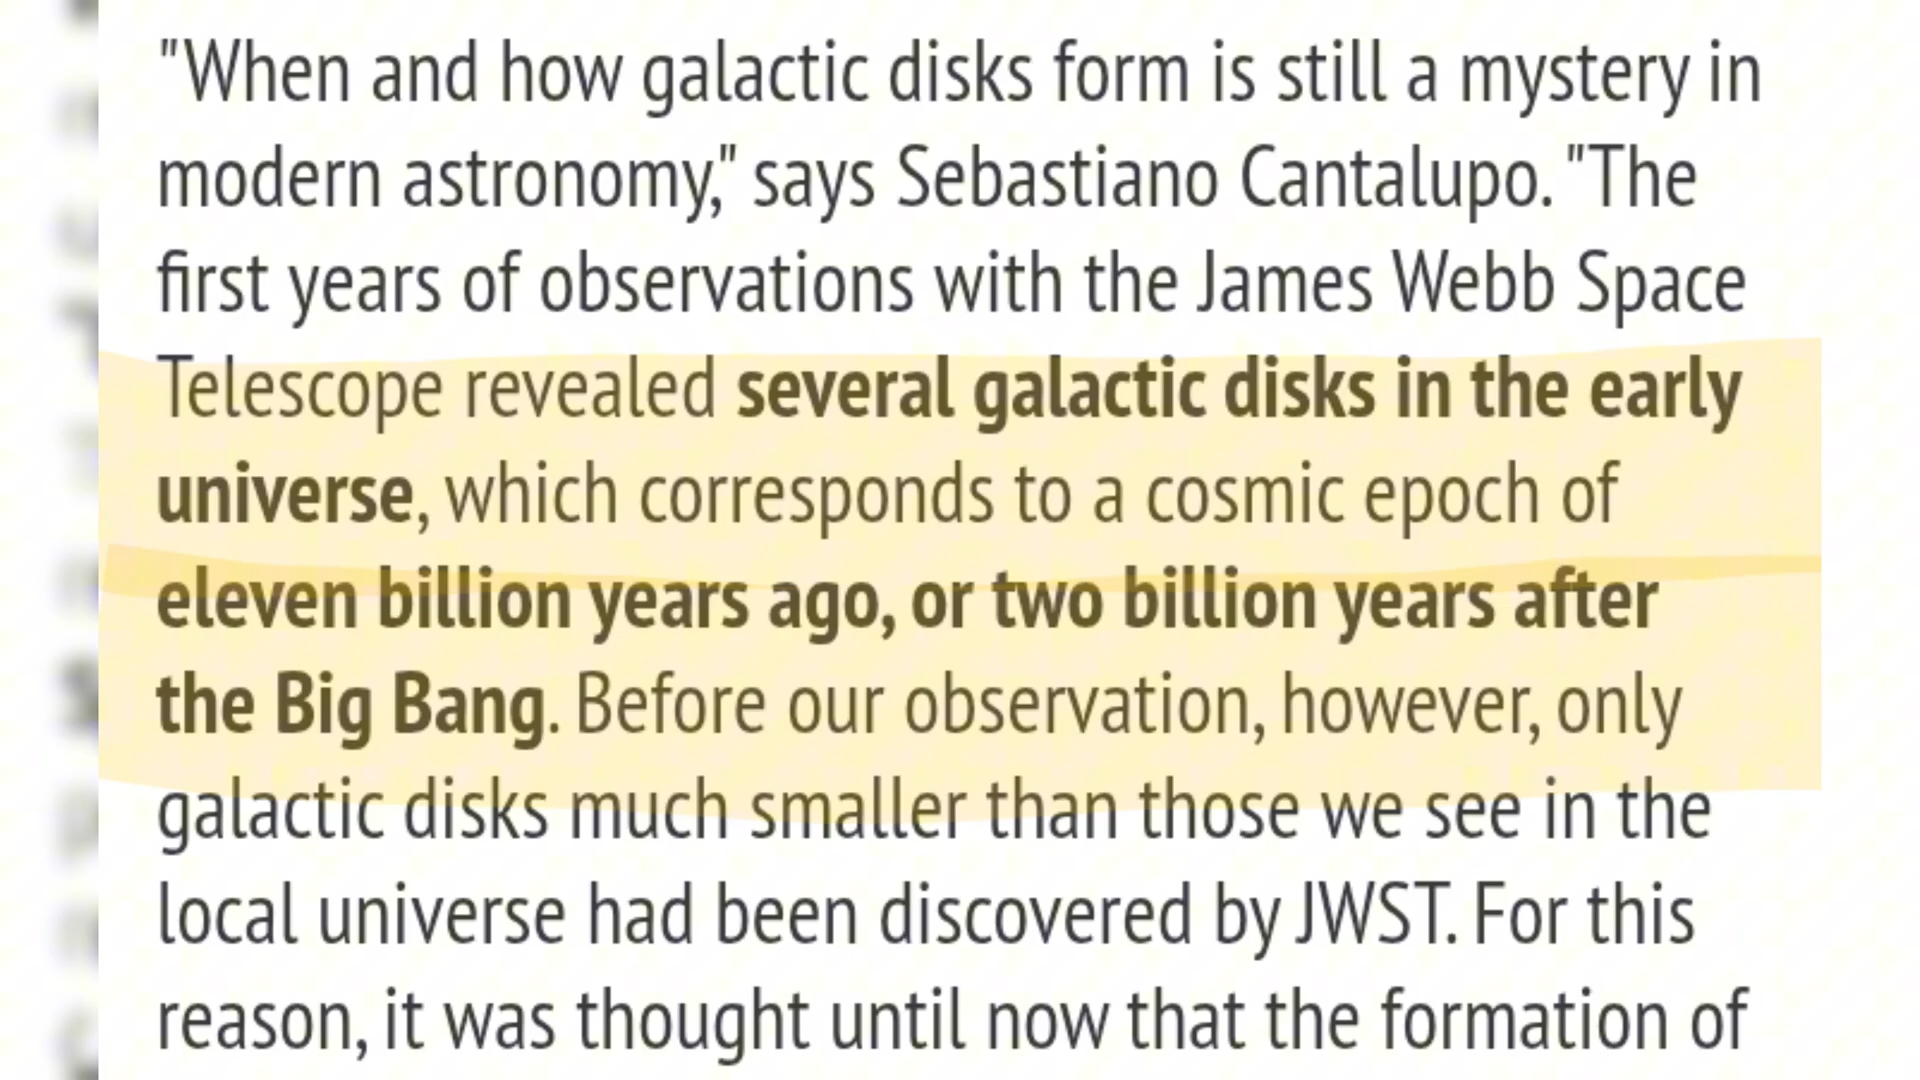 "When and how galactic disks form is still a mystery in
modern astronomy," says Sebastiano Cantalupo. "The
first years of observations with the James Webb Space
Telescope revealed several galactic disks in the early
universe, which corresponds to a cosmic epoch of
eleven billion years ago, or two billion years after
the Big Bang. Before our observation, however, only
galactic disks much smaller than those we see in the
local universe had been discovered by JWST. For this
reason, it was thought until now that the formation of